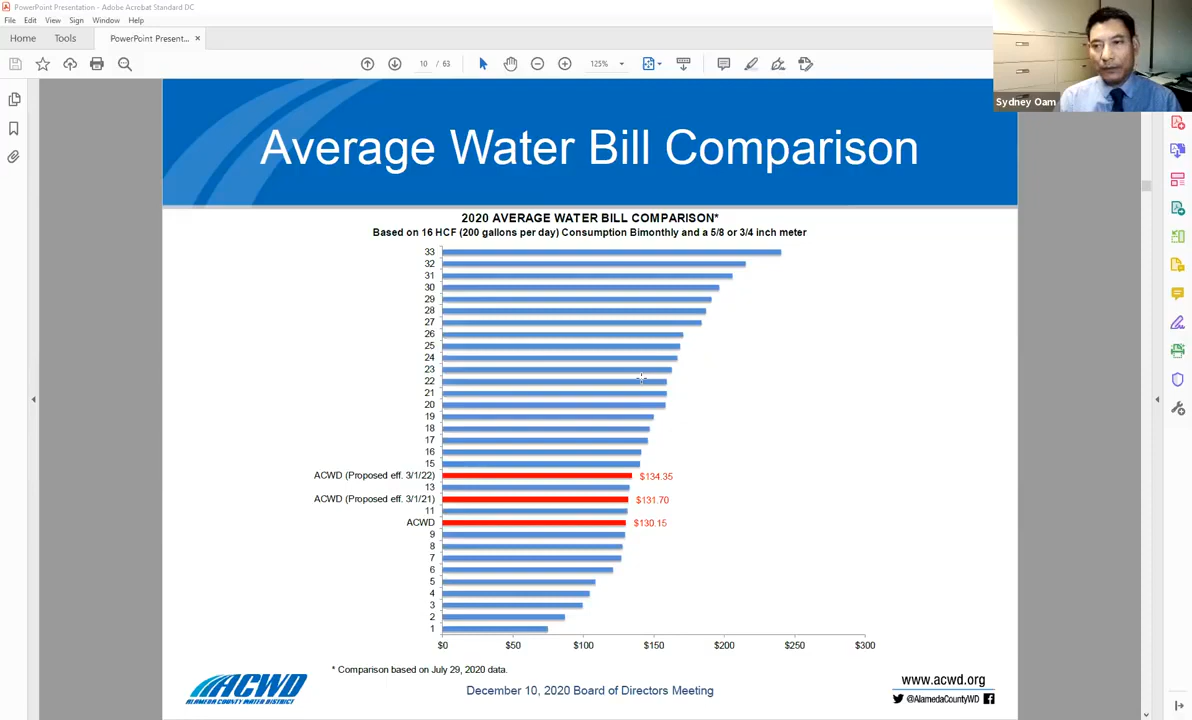 PowerPoint Presentation - Adobe Acrobat Standard DC
File Edit View Sign Window Help
Home Tools PowerPoint Present... ×
10 / 63 125%
Sydney Oam
Average Water Bill Comparison
2020 AVERAGE WATER BILL COMPARISON*
Based on 16 HCF (200 gallons per day) Consumption Bimonthly and a 5/8 or 3/4 inch meter
33
32
31
30
29
28
27
26
25
24
23
22
21
20
19
18
17
16
15
ACWD (Proposed eff. 3/1/22) $134.35
13
ACWD (Proposed eff. 3/1/21) $131.70
11
ACWD $130.15
9
8
7
6
5
4
3
2
1
$0 $50 $100 $150 $200 $250 $300
* Comparison based on July 29, 2020 data.
ACWD
ALAMEDA COUNTY WATER DISTRICT
December 10, 2020 Board of Directors Meeting
www.acwd.org
@AlamedaCountyWD